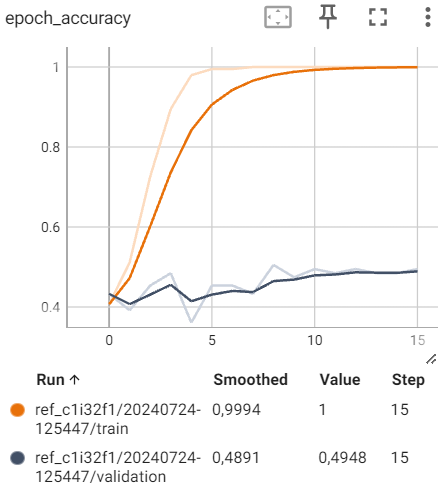 epoch_accuracy
1
0.8
0.6
0.4
0 5 10 15
Run ↑ Smoothed Value Step
ref_c1i32f1/20240724- 0,9994 1 15
125447/train
ref_c1i32f1/20240724- 0,4891 0,4948 15
125447/validation